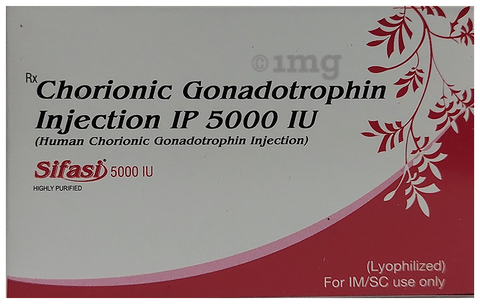 ©1mg
Rx Chorionic Gonadotrophin
Injection IP 5000 IU
(Human Chorionic Gonadotrophin Injection)
Sifasi 5000 IU
HIGHLY PURIFIED
(Lyophilized)
For IM/SC use only